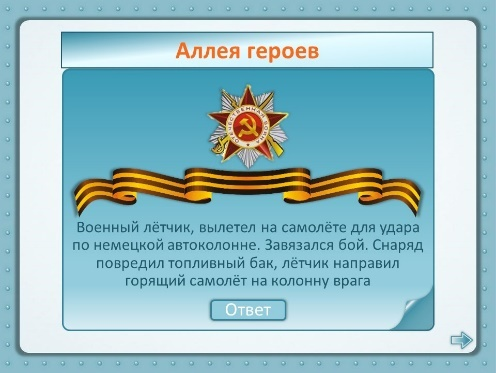 Аллея героев
Военный лётчик, вылетел на самолёте для удара
по немецкой автоколонне. Завязался бой. Снаряд
повредил топливный бак, лётчик направил
горящий самолёт на колонну врага
Ответ